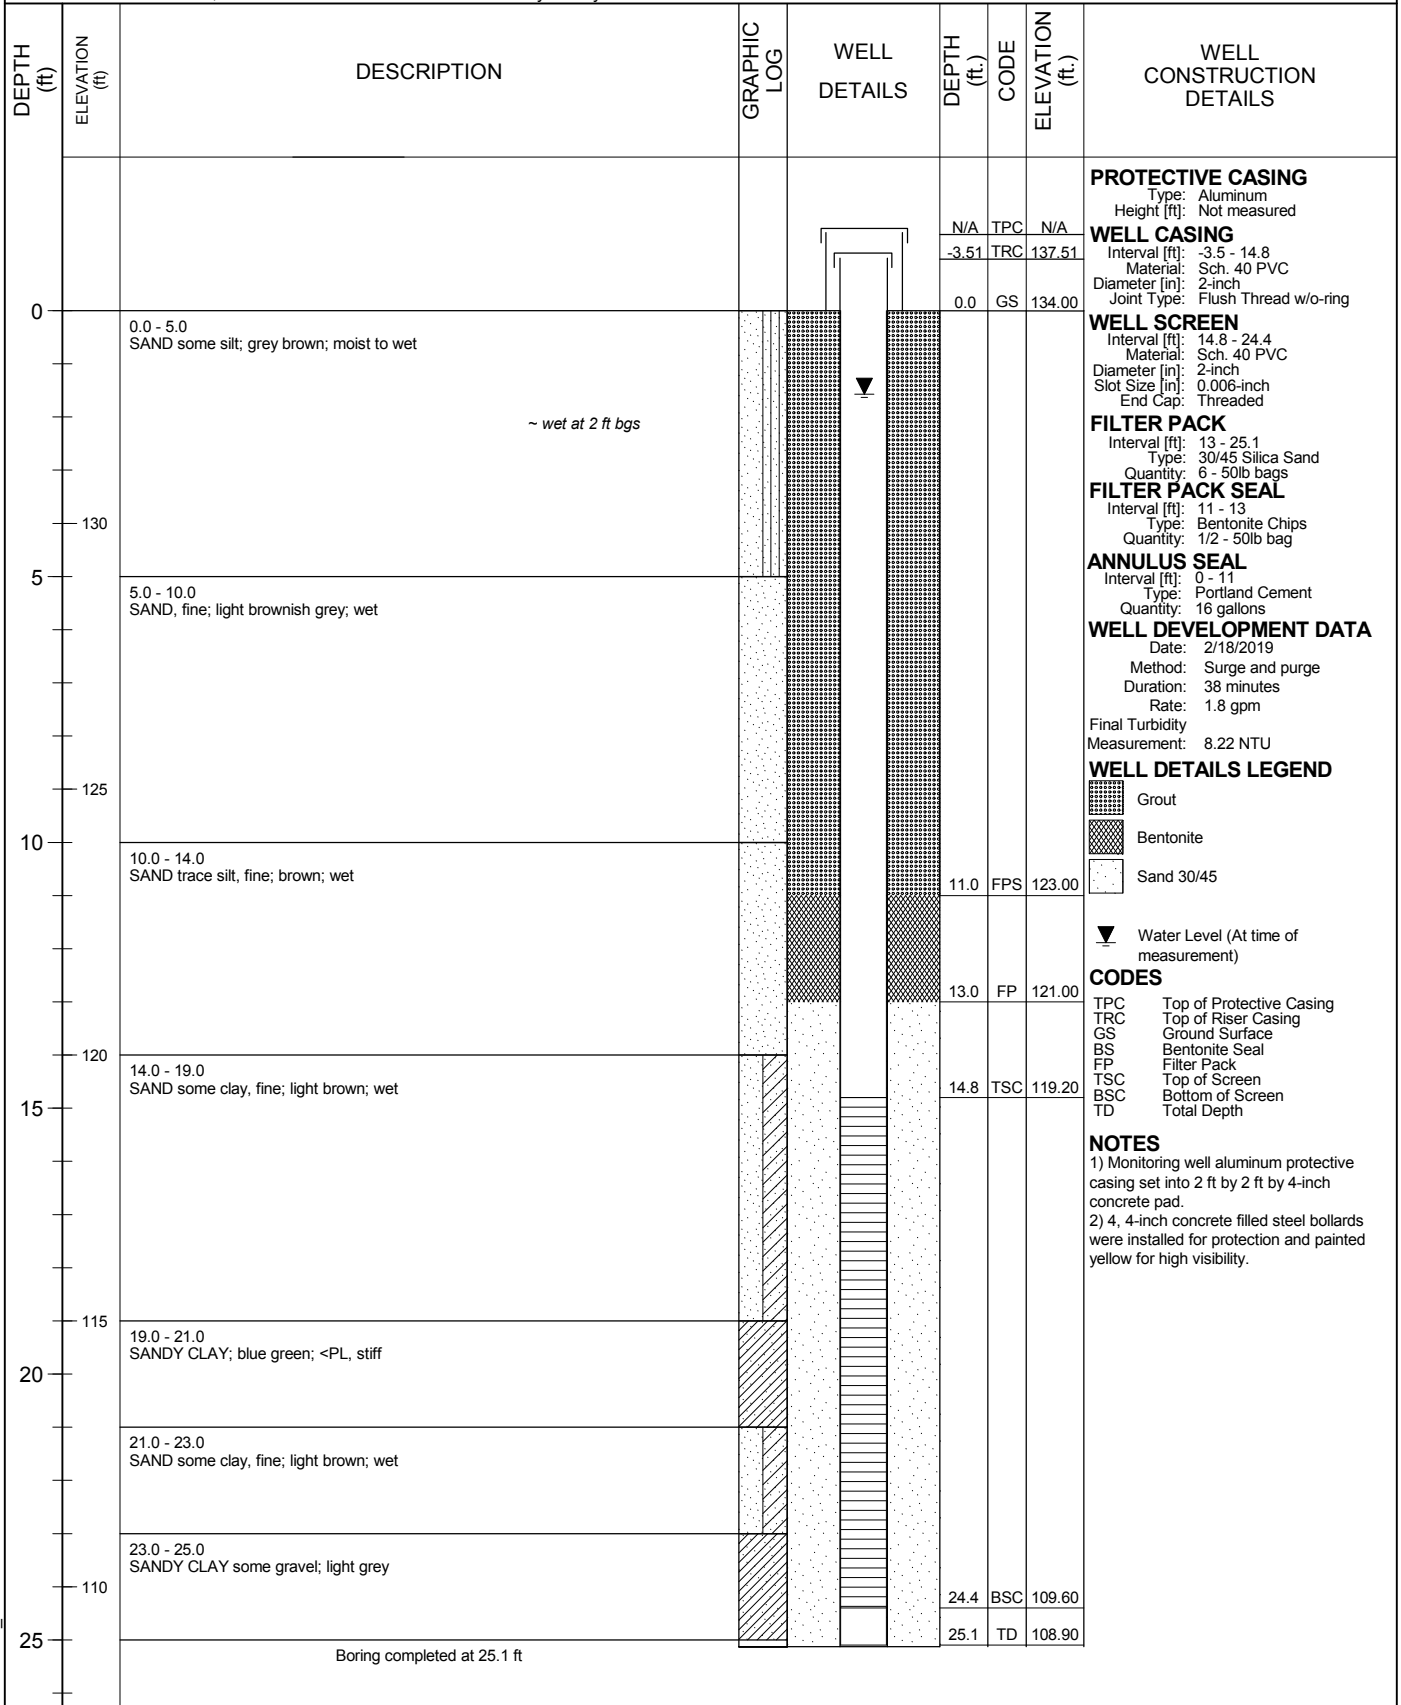 DEPTH
(ft)
ELEVATION
(ft)
DESCRIPTION
GRAPHIC
LOG
WELL
DETAILS
DEPTH
(ft.)
CODE
ELEVATION
(ft.)
WELL
CONSTRUCTION
DETAILS
0
5
10
15
20
25
130
125
120
115
110
0.0 - 5.0
SAND some silt; grey brown; moist to wet
~ wet at 2 ft bgs
5.0 - 10.0
SAND, fine; light brownish grey; wet
10.0 - 14.0
SAND trace silt, fine; brown; wet
14.0 - 19.0
SAND some clay, fine; light brown; wet
19.0 - 21.0
SANDY CLAY; blue green; <PL, stiff
21.0 - 23.0
SAND some clay, fine; light brown; wet
23.0 - 25.0
SANDY CLAY some gravel; light grey
Boring completed at 25.1 ft
N/A TPC N/A
-3.51 TRC 137.51
0.0 GS 134.00
11.0 FPS 123.00
13.0 FP 121.00
14.8 TSC 119.20
24.4 BSC 109.60
25.1 TD 108.90
PROTECTIVE CASING
Type: Aluminum
Height [ft]: Not measured
WELL CASING
Interval [ft]: -3.5 - 14.8
Material: Sch. 40 PVC
Diameter [in]: 2-inch
Joint Type: Flush Thread w/o-ring
WELL SCREEN
Interval [ft]: 14.8 - 24.4
Material: Sch. 40 PVC
Diameter [in]: 2-inch
Slot Size [in]: 0.006-inch
End Cap: Threaded
FILTER PACK
Interval [ft]: 13 - 25.1
Type: 30/45 Silica Sand
Quantity: 6 - 50lb bags
FILTER PACK SEAL
Interval [ft]: 11 - 13
Type: Bentonite Chips
Quantity: 1/2 - 50lb bag
ANNULUS SEAL
Interval [ft]: 0 - 11
Type: Portland Cement
Quantity: 16 gallons
WELL DEVELOPMENT DATA
Date: 2/18/2019
Method: Surge and purge
Duration: 38 minutes
Rate: 1.8 gpm
Final Turbidity
Measurement: 8.22 NTU
WELL DETAILS LEGEND
Grout
Bentonite
Sand 30/45
Water Level (At time of
measurement)
CODES
TPC Top of Protective Casing
TRC Top of Riser Casing
GS Ground Surface
BS Bentonite Seal
FP Filter Pack
TSC Top of Screen
BSC Bottom of Screen
TD Total Depth
NOTES
1) Monitoring well aluminum protective
casing set into 2 ft by 2 ft by 4-inch
concrete pad.
2) 4, 4-inch concrete filled steel bollards
were installed for protection and painted
yellow for high visibility.